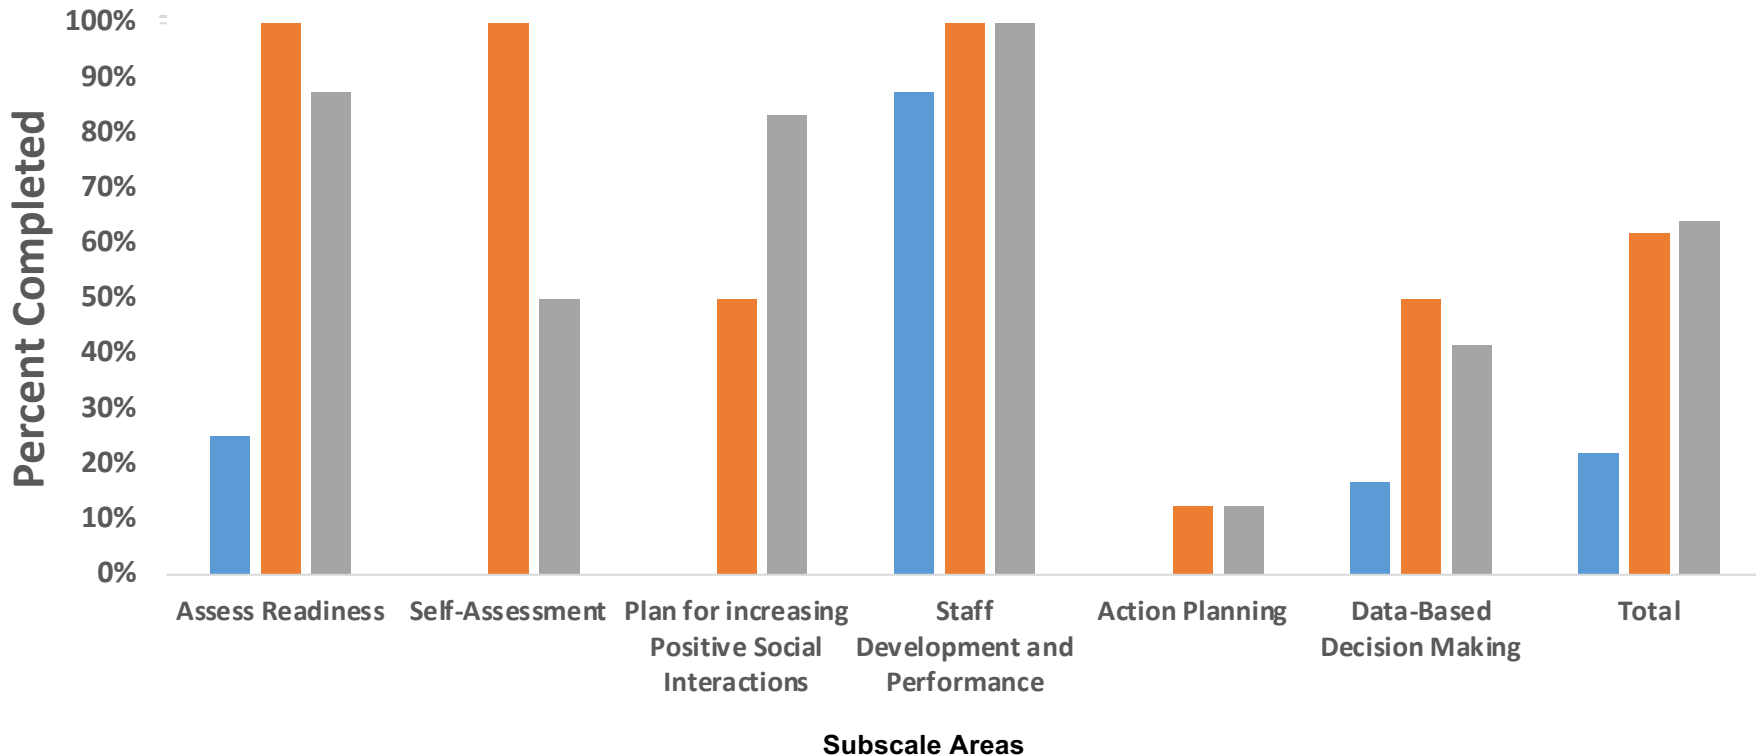 Percent Completed
100%
90%
80%
70%
60%
50%
40%
30%
20%
10%
0%
Assess Readiness
Self-Assessment
Plan for increasing
Positive Social
Interactions
Staff
Development and
Performance
Action Planning
Data-Based
Decision Making
Total
Subscale Areas